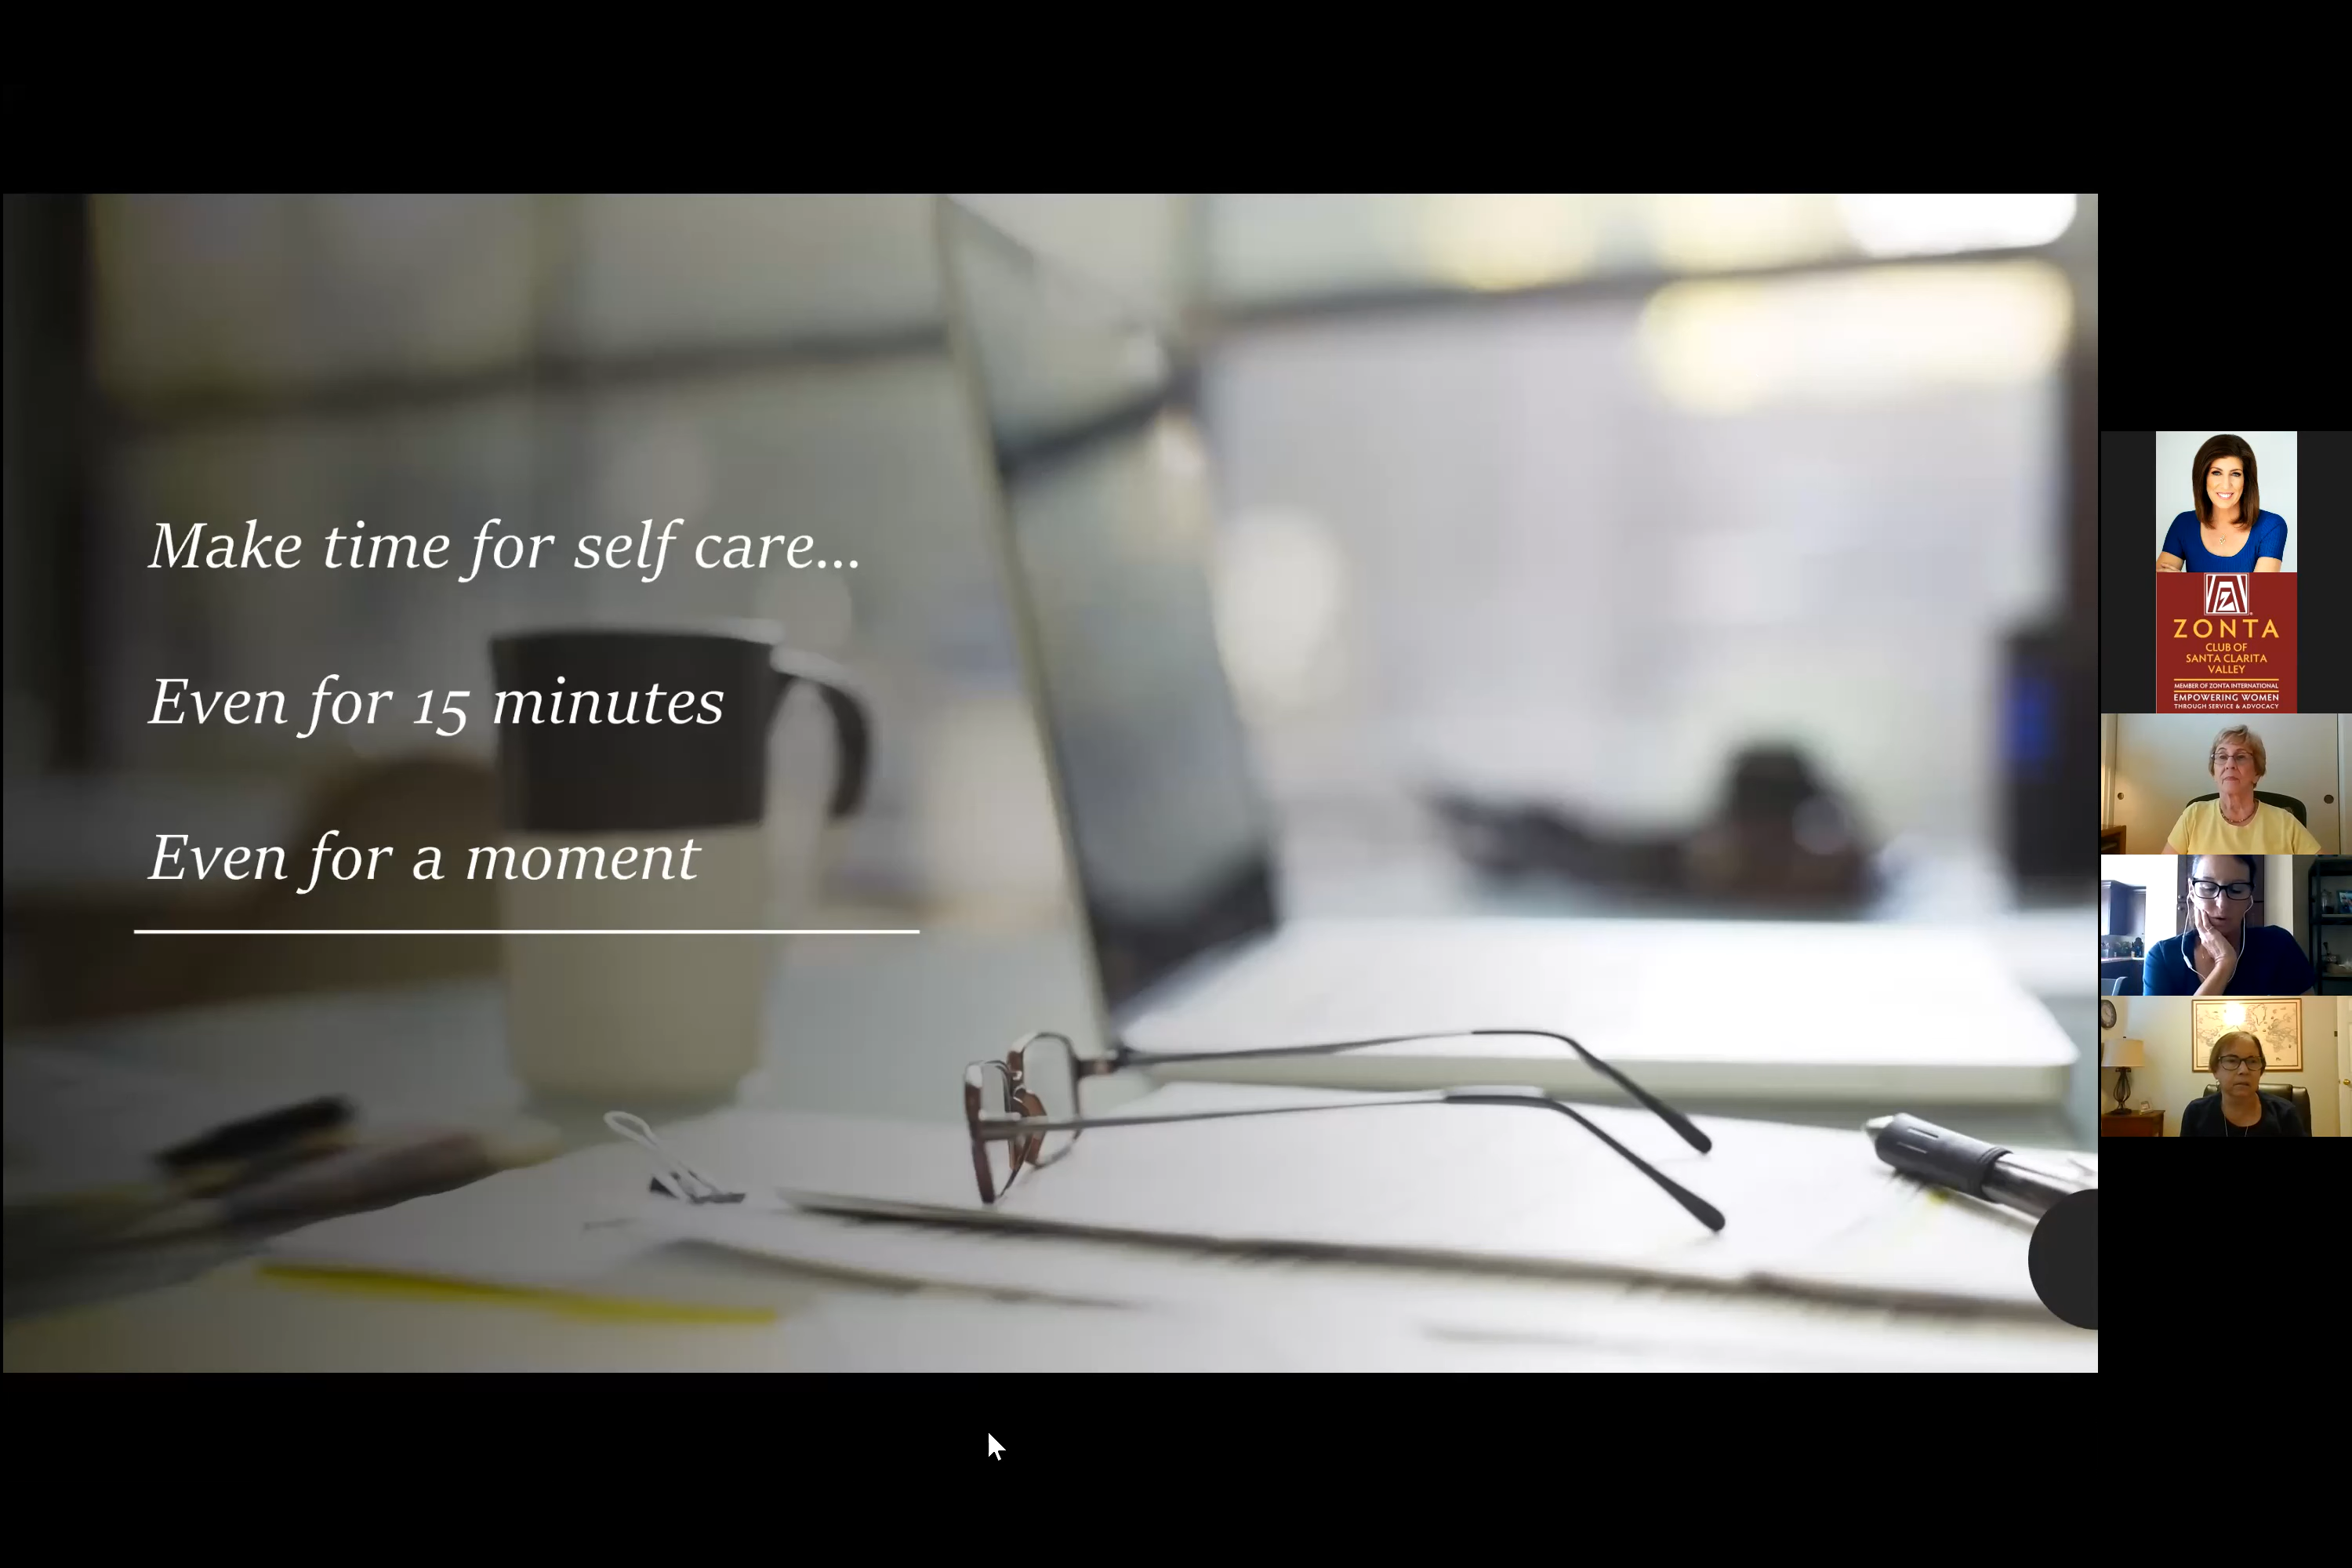 Make time for self care...
Even for 15 minutes
Even for a moment
ZONTA
CLUB OF
SANTA CLARITA
VALLEY
MEMBER OF ZONTA INTERNATIONAL
EMPOWERING WOMEN
THROUGH SERVICE & ADVOCACY